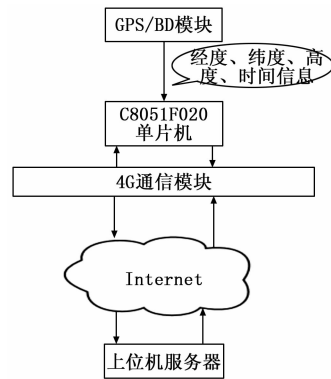 GPS/BD模块
经度、纬度、高
度、时间信息
C8051F020
单片机
4G通信模块
Internet
上位机服务器